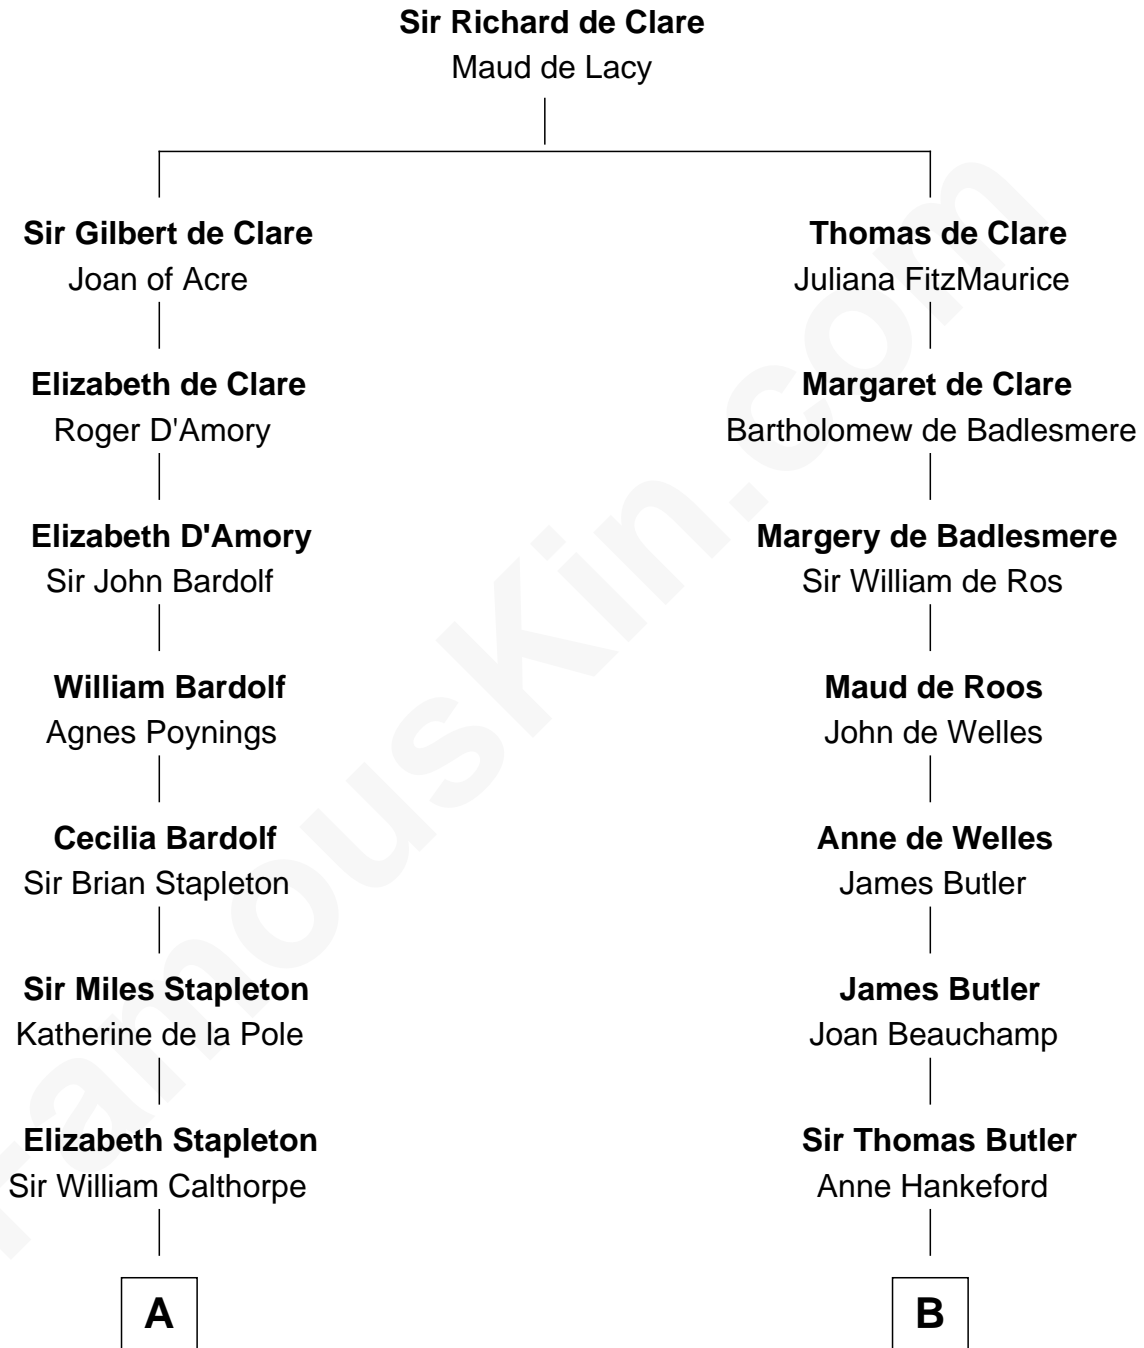 Sir Richard de Clare
Maud de Lacy
Sir Gilbert de Clare
Joan of Acre
Elizabeth de Clare
Roger D'Amory
Elizabeth D'Amory
Sir John Bardolf
William Bardolf
Agnes Poynings
Cecilia Bardolf
Sir Brian Stapleton
Sir Miles Stapleton
Katherine de la Pole
Elizabeth Stapleton
Sir William Calthorpe
A
Thomas de Clare
Juliana FitzMaurice
Margaret de Clare
Bartholomew de Badlesmere
Margery de Badlesmere
Sir William de Ros
Maud de Roos
John de Welles
Anne de Welles
James Butler
James Butler
Joan Beauchamp
Sir Thomas Butler
Anne Hankeford
B
FamousKin.com